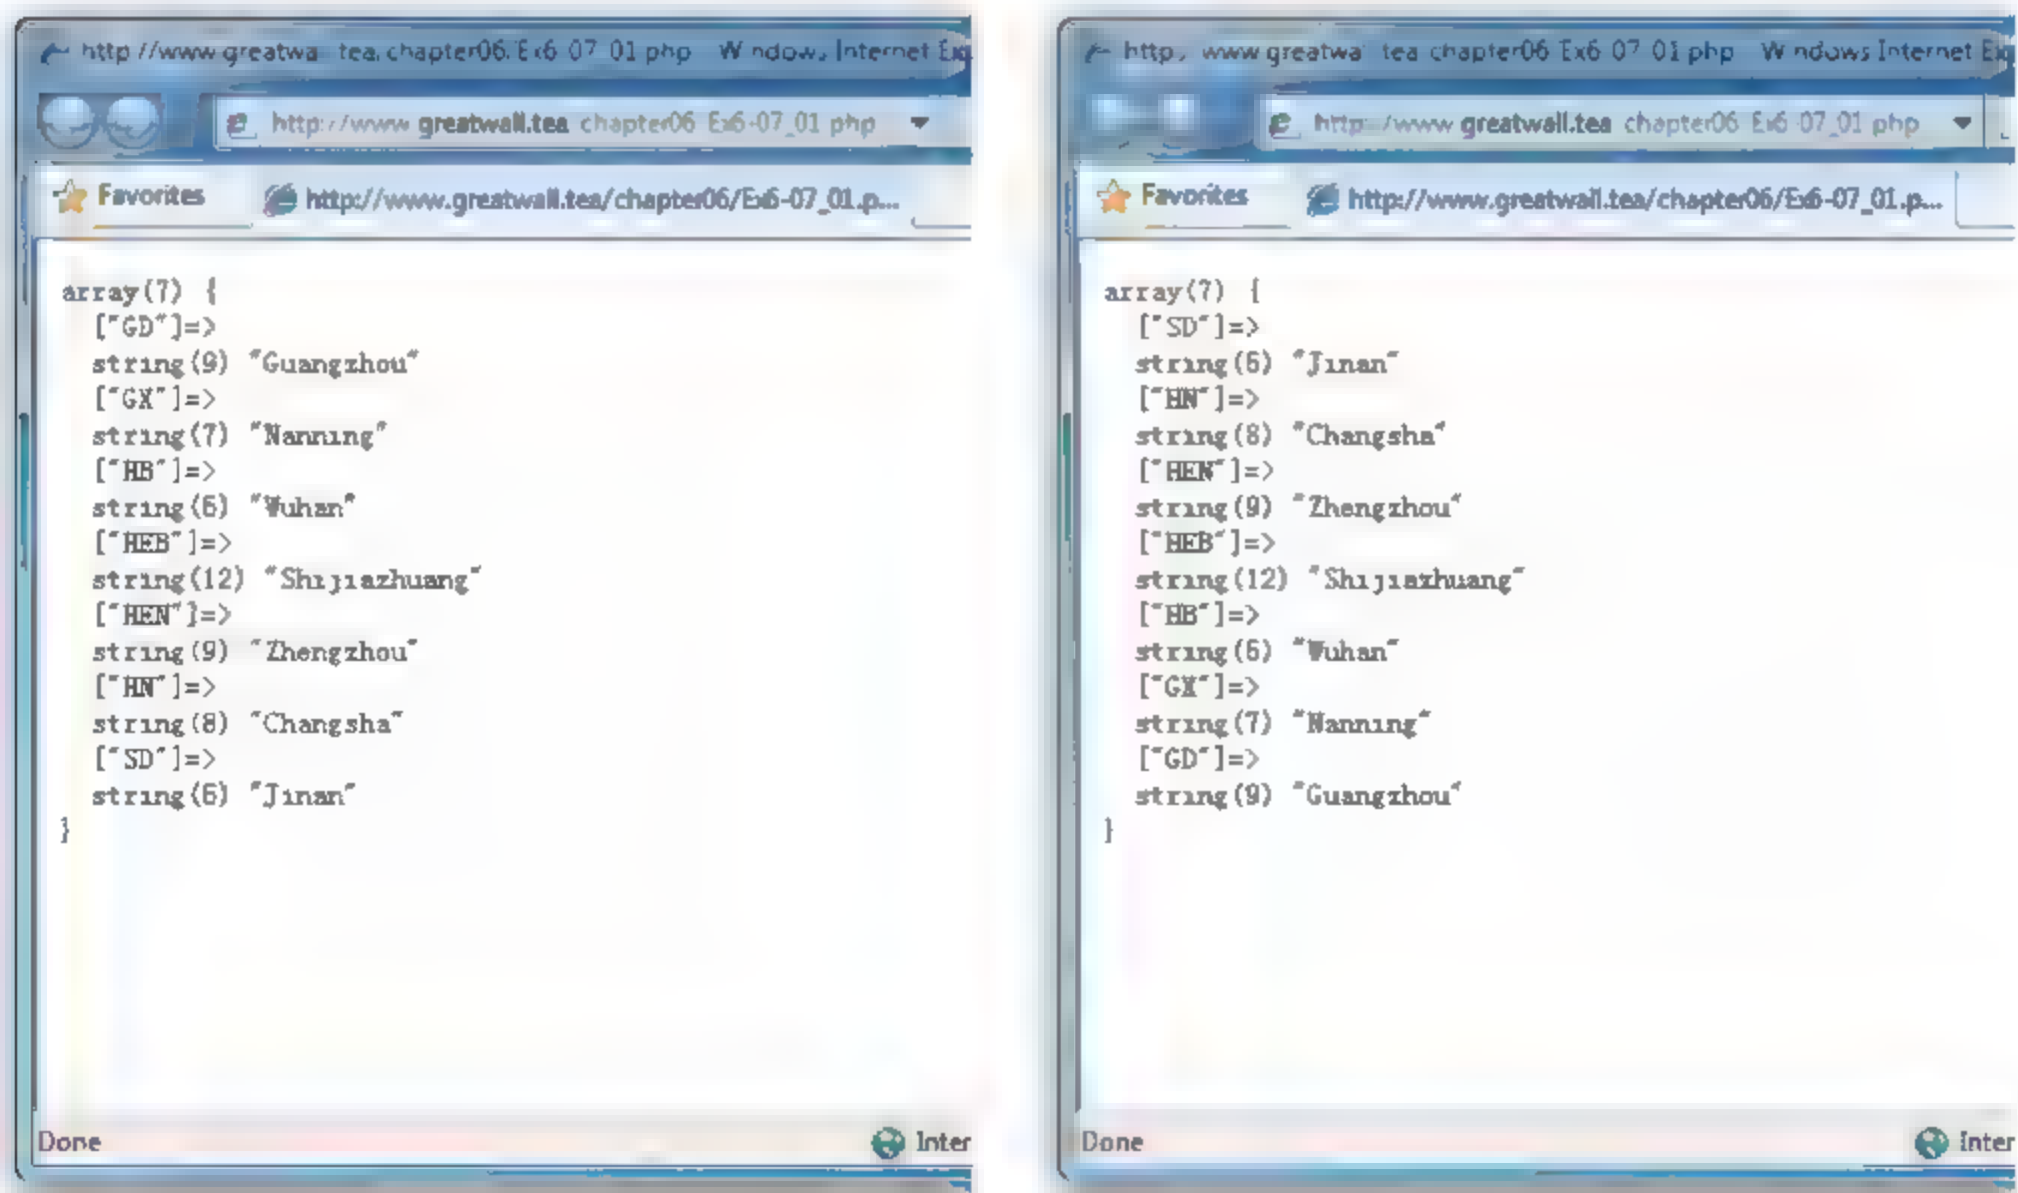 http://www.greatwa tea.chapter06.Ex6 07 01 php W ndows Internet Exp
http://www greatwall.tea chapter06 Ex6-07_01 php
Favorites http://www.greatwall.tea/chapter06/Ex6-07_01.p...
array(7) {
["GD"]=>
string(9) "Guangzhou"
["GX"]=>
string(7) "Nanning"
["HB"]=>
string(6) "Wuhan"
["HEB"]=>
string(12) "Shijiazhuang"
["HEN"]=>
string(9) "Zhengzhou"
["HN"]=>
string(8) "Changsha"
["SD"]=>
string(6) "Jinan"
}
Done Inter
http, www greatwa tea chapter06 Ex6 07 01 php W ndows Internet Ex
http://www greatwall.tea chapter06 Ex6 07_01 php
Favorites http://www.greatwall.tea/chapter06/Ex6-07_01.p...
array(7) {
["SD"]=>
string(6) "Jinan"
["HN"]=>
string(8) "Changsha"
["HEN"]=>
string(9) "Zhengzhou"
["HEB"]=>
string(12) "Shijiazhuang"
["HB"]=>
string(6) "Wuhan"
["GX"]=>
string(7) "Nanning"
["GD"]=>
string(9) "Guangzhou"
}
Done Inter